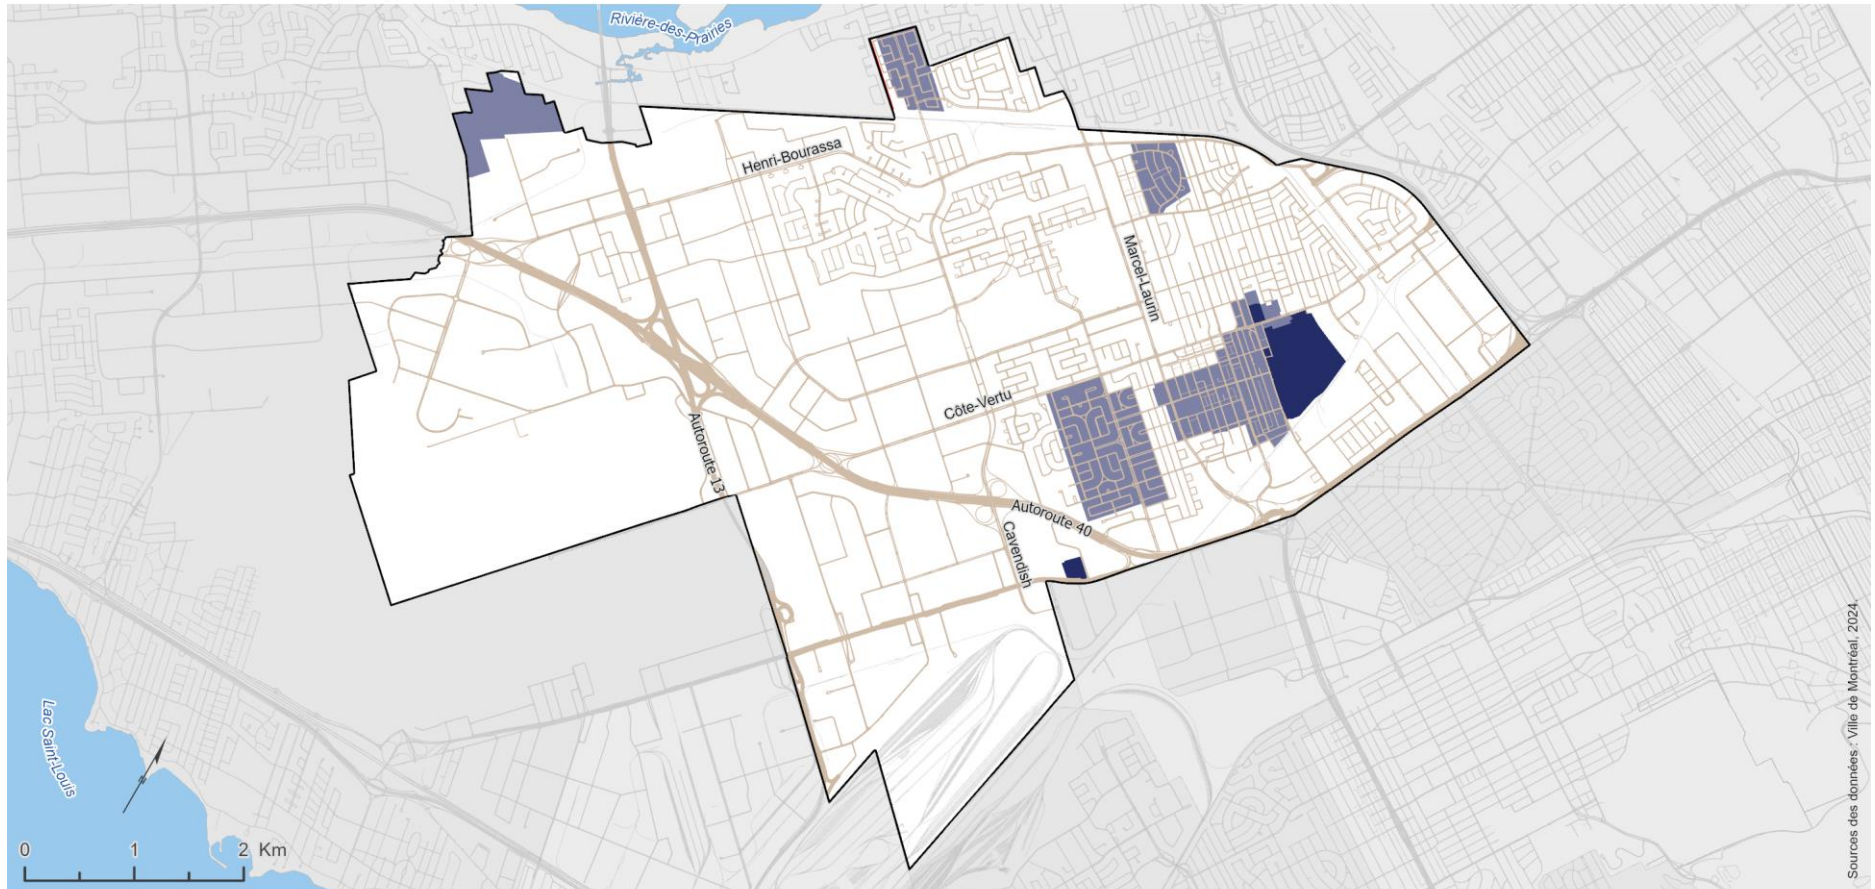 Rivière-des-Prairies
Henri-Bourassa
Marcel-Laurin
Côte-Vertu
Autoroute 13
Autoroute 40
Cavendish
Lac Saint-Louis
0 1 2 Km
Sources des données : Ville de Montréal, 2024.